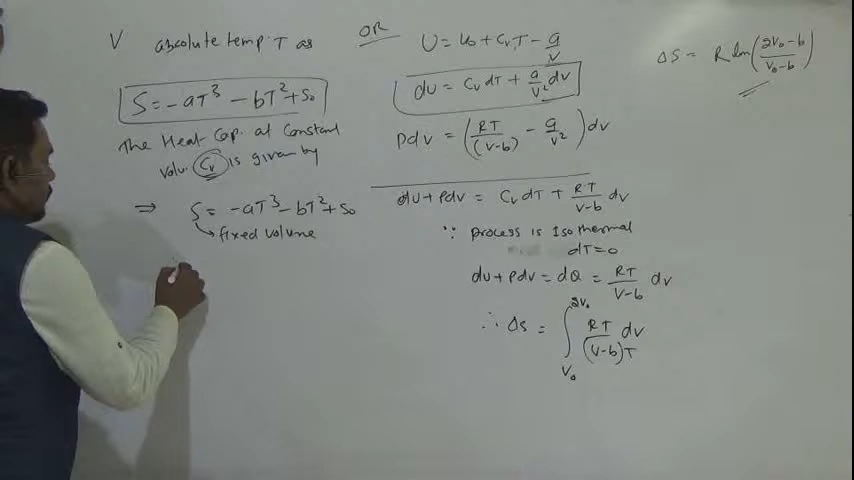 V absolute temp. T as
S = -aT³ - bT² + S₀
The Heat Cap. at Constant
volu. Cv is given by
⇒ S = -aT³ - bT² + S₀
↳ fixed volume
OR
U = U₀ + CvT - a/V
dU = Cv dT + a/V² dV
PdV = (RT/(V-b) - a/V²) dV
dU + PdV = Cv dT + RT/V-b dV
∵ process is Isothermal
dT = 0
dU + PdV = dQ = RT/V-b dV
∴ ΔS = ∫ V₀ 2V₀ RT/(V-b)T dV
ΔS = R ln(2V₀-b/V₀-b)